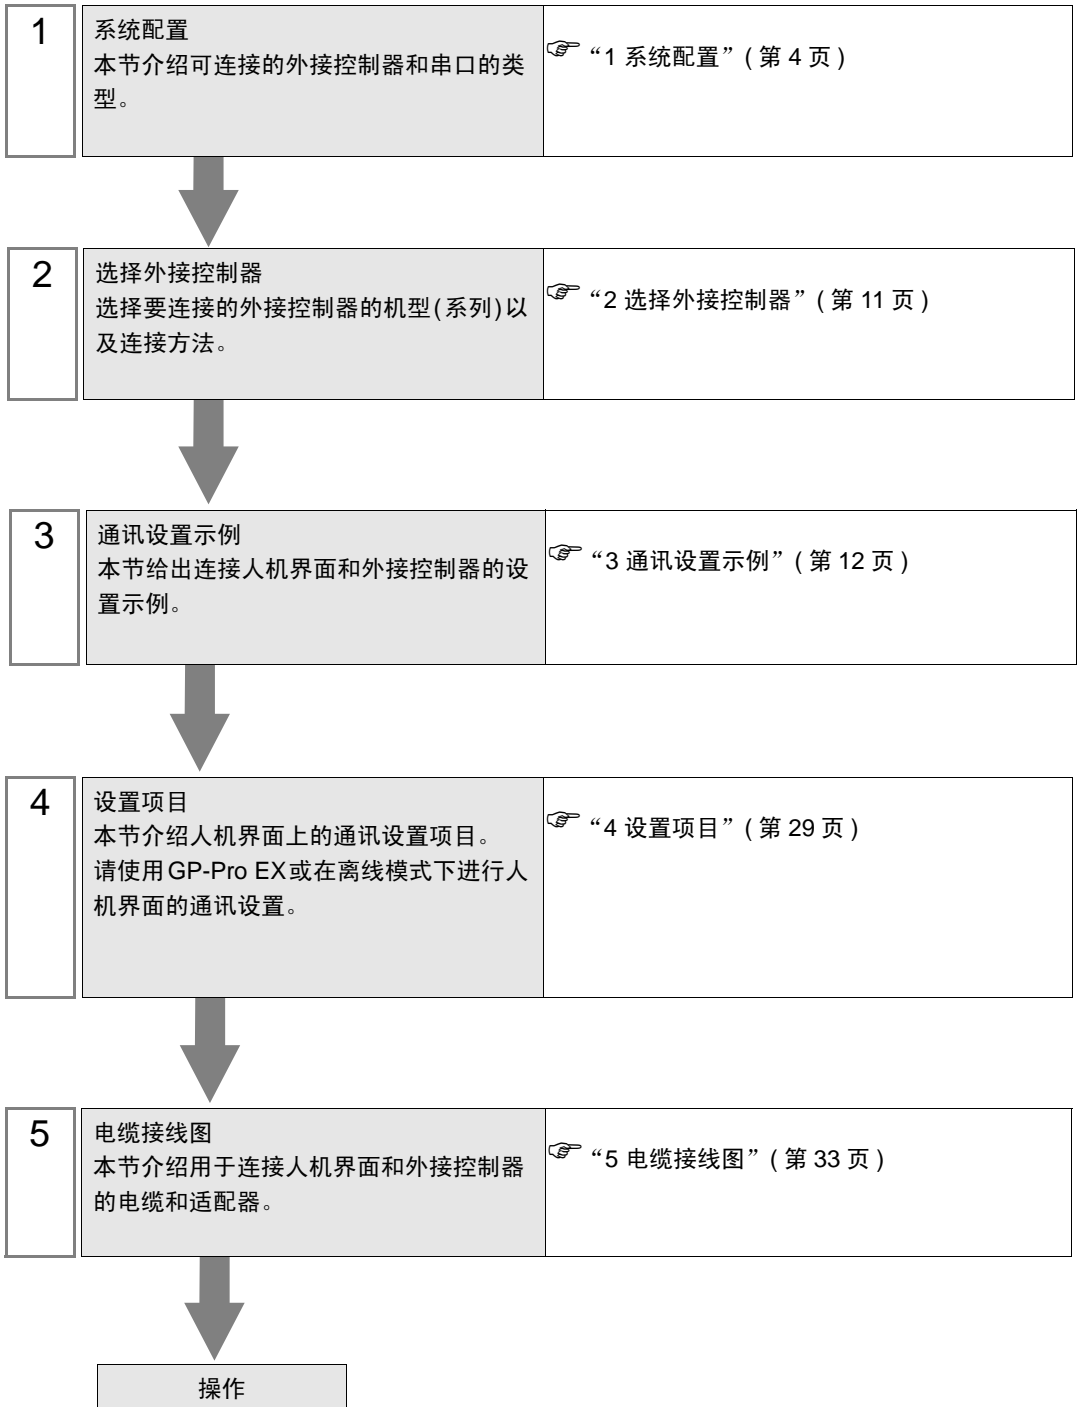 1
系统配置
本节介绍可连接的外接控制器和串口的类
型。
☞ “1 系统配置” ( 第 4 页 )
2
选择外接控制器
选择要连接的外接控制器的机型(系列)以
及连接方法。
☞ “2 选择外接控制器” ( 第 11 页 )
3
通讯设置示例
本节给出连接人机界面和外接控制器的设
置示例。
☞ “3 通讯设置示例” ( 第 12 页 )
4
设置项目
本节介绍人机界面上的通讯设置项目。
请使用GP-Pro EX或在离线模式下进行人
机界面的通讯设置。
☞ “4 设置项目” ( 第 29 页 )
5
电缆接线图
本节介绍用于连接人机界面和外接控制器
的电缆和适配器。
☞ “5 电缆接线图” ( 第 33 页 )
操作